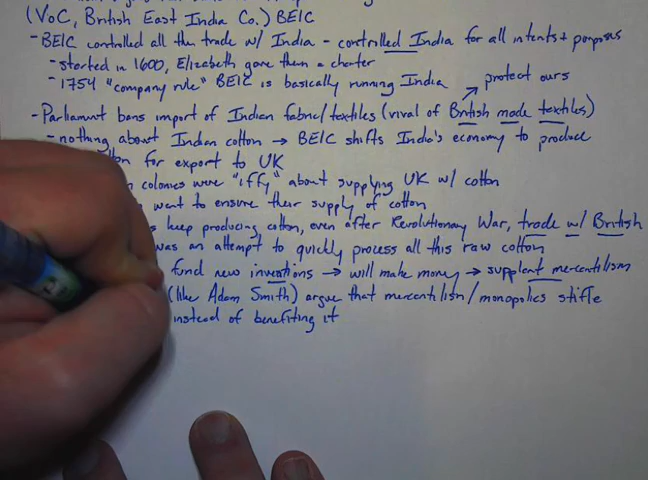 (VoC, British East India Co.) BEIC
- BEIC controlled all the trade w/ India - controlled India for all intents + purposes
- started in 1600, Elizabeth gave them a charter
- 1754 "company rule" BEIC is basically running India
protect ours
- Parliament bans import of Indian fabric/textiles (rival of British made textiles)
- nothing about Indian cotton → BEIC shifts India's economy to produce
for export to UK
colonies were "iffy" about supplying UK w/ cotton
went to ensure their supply of cotton
keep producing cotton, even after Revolutionary War, trade w/ British
was an attempt to quickly process all this raw cotton
fund new inventions → will make money → supplant mercantilism
(like Adam Smith) argue that mercantilism/monopolies stifle
instead of benefiting it